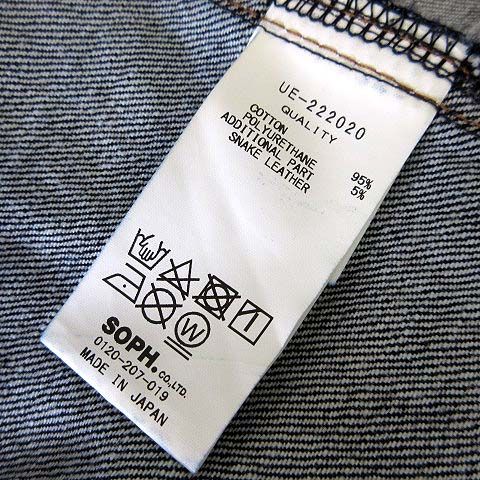 UE-222020
QUALITY
COTTON 95%
POLYURETHANE 5%
ADDITIONAL PART
SNAKE LEATHER
W
SOPH.CO.,LTD.
0120-207-019
MADE IN JAPAN